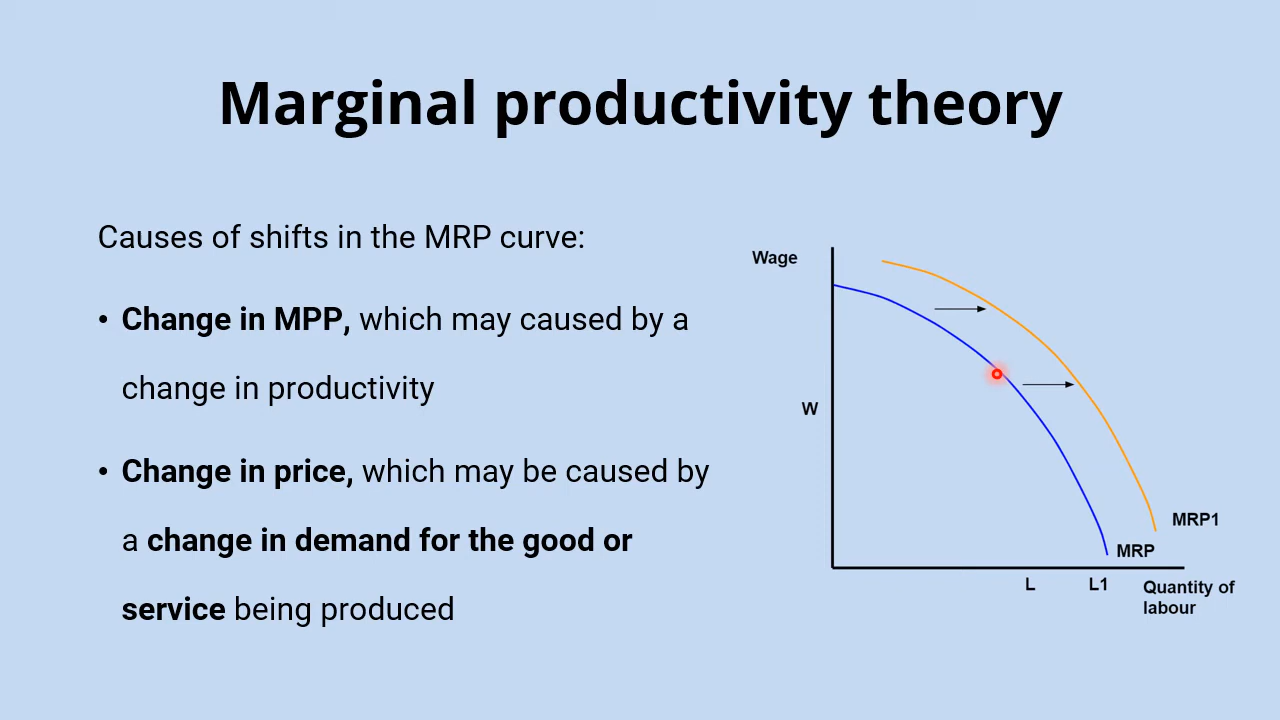 Marginal productivity theory
Causes of shifts in the MRP curve:
• Change in MPP, which may caused by a
change in productivity
• Change in price, which may be caused by
a change in demand for the good or
service being produced
Wage
W
MRP1
MRP
L
L1
Quantity of
labour